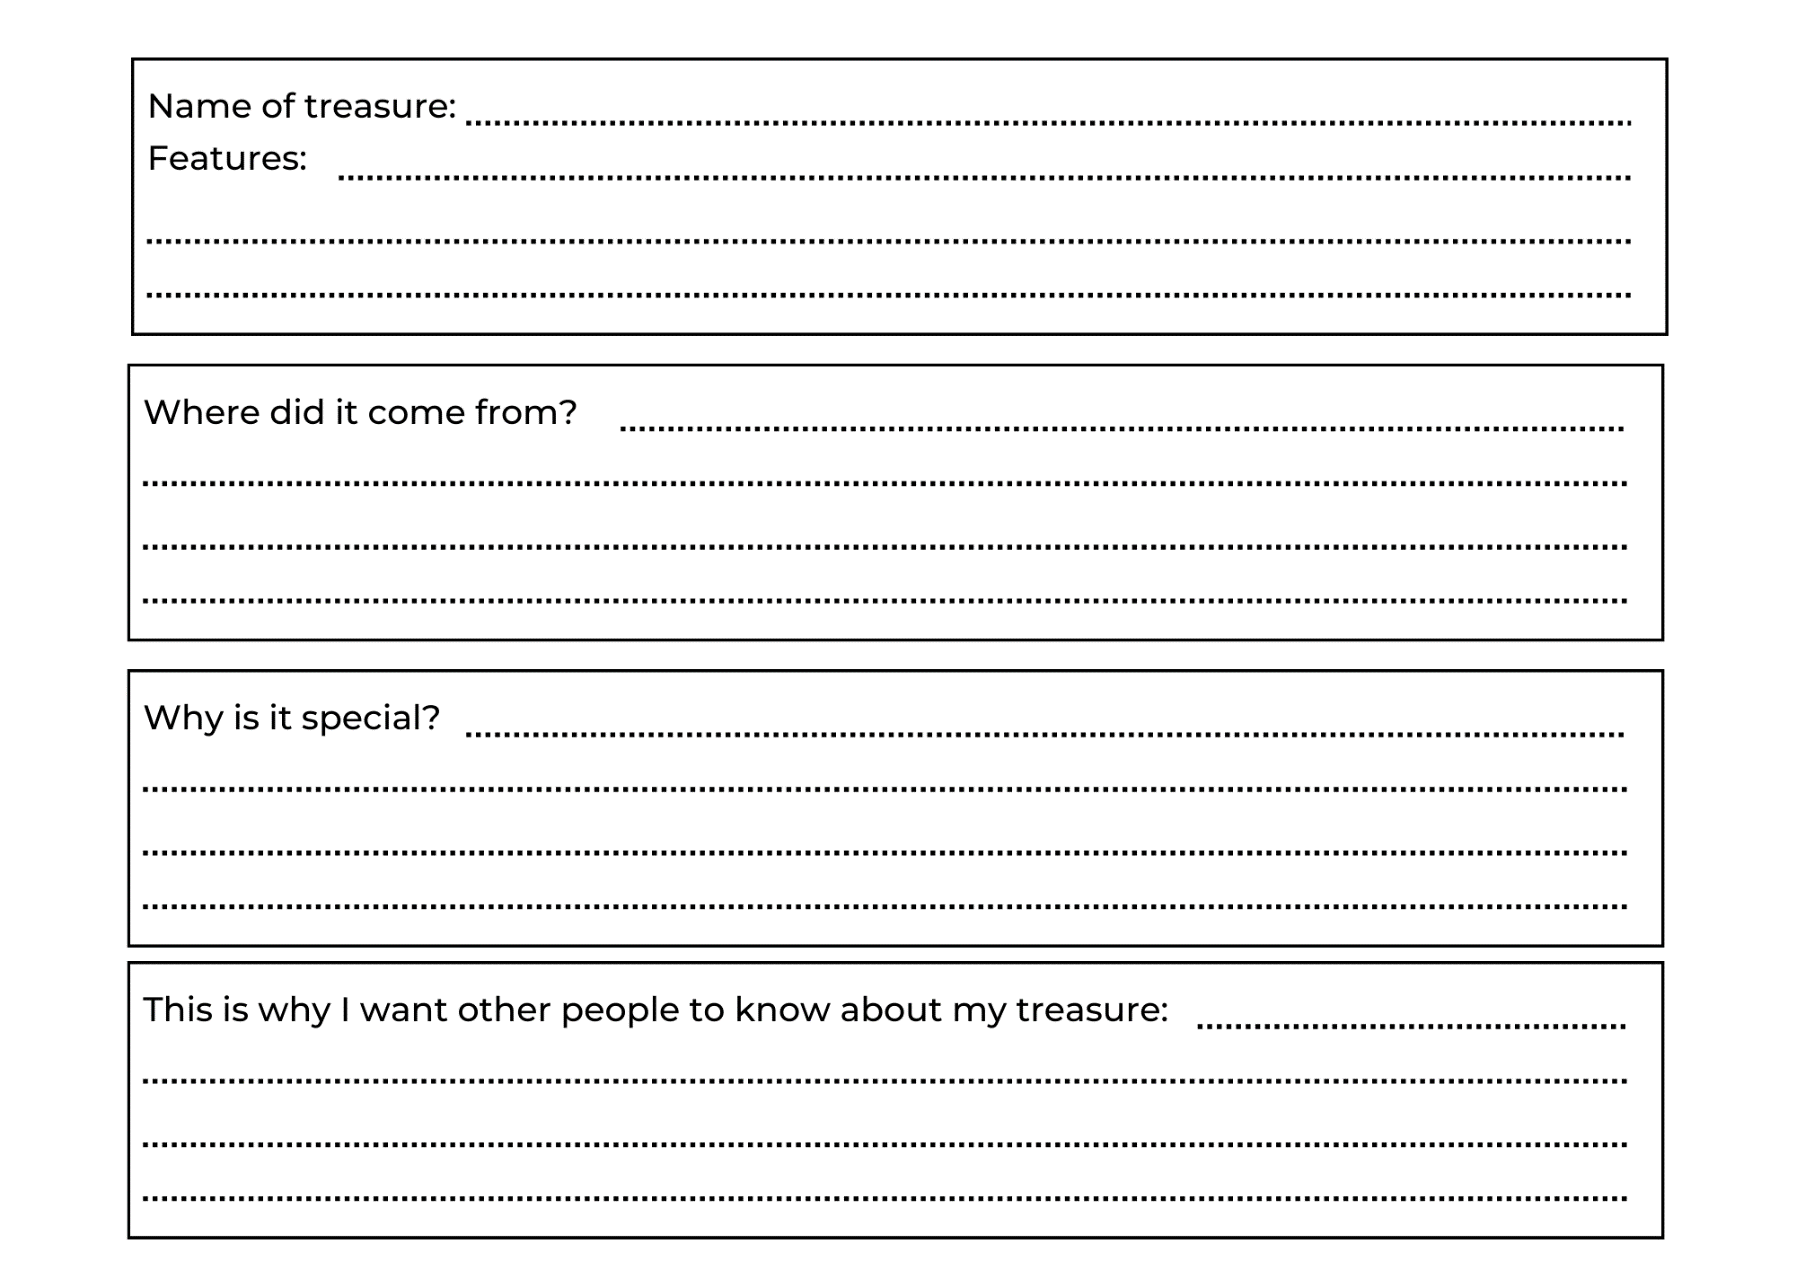 Name of treasure:
Features:
Where did it come from?
Why is it special?
This is why I want other people to know about my treasure: